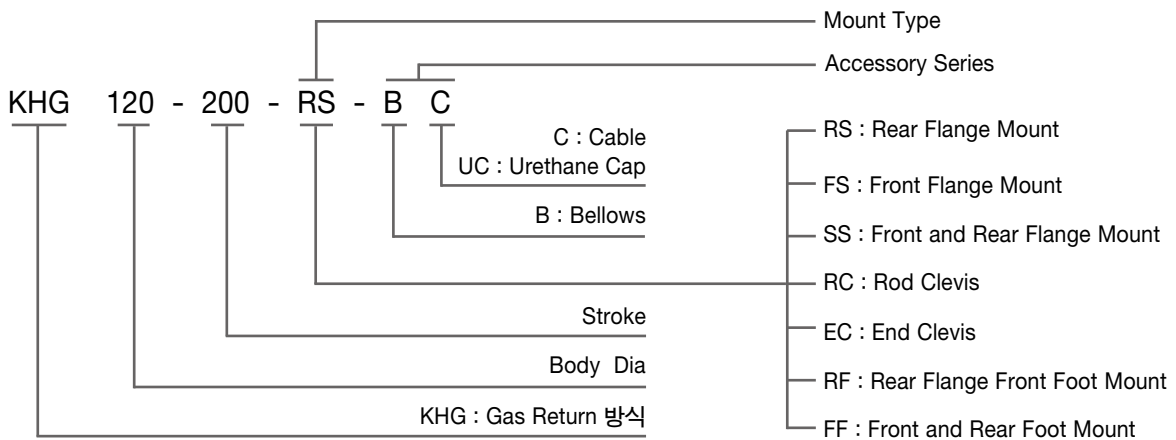 Mount Type
Accessory Series
KHG 120 - 200 - RS - B C
C : Cable
UC : Urethane Cap
B : Bellows
Stroke
Body Dia
KHG : Gas Return 방식
RS : Rear Flange Mount
FS : Front Flange Mount
SS : Front and Rear Flange Mount
RC : Rod Clevis
EC : End Clevis
RF : Rear Flange Front Foot Mount
FF : Front and Rear Foot Mount